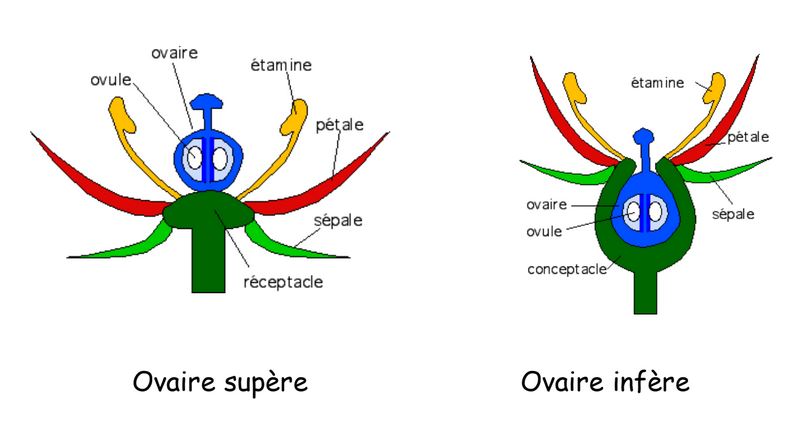 ovaire
ovule
étamine
pétale
sépale
réceptacle
Ovaire supère
étamine
pétale
ovaire
sépale
ovule
conceptacle
Ovaire infère